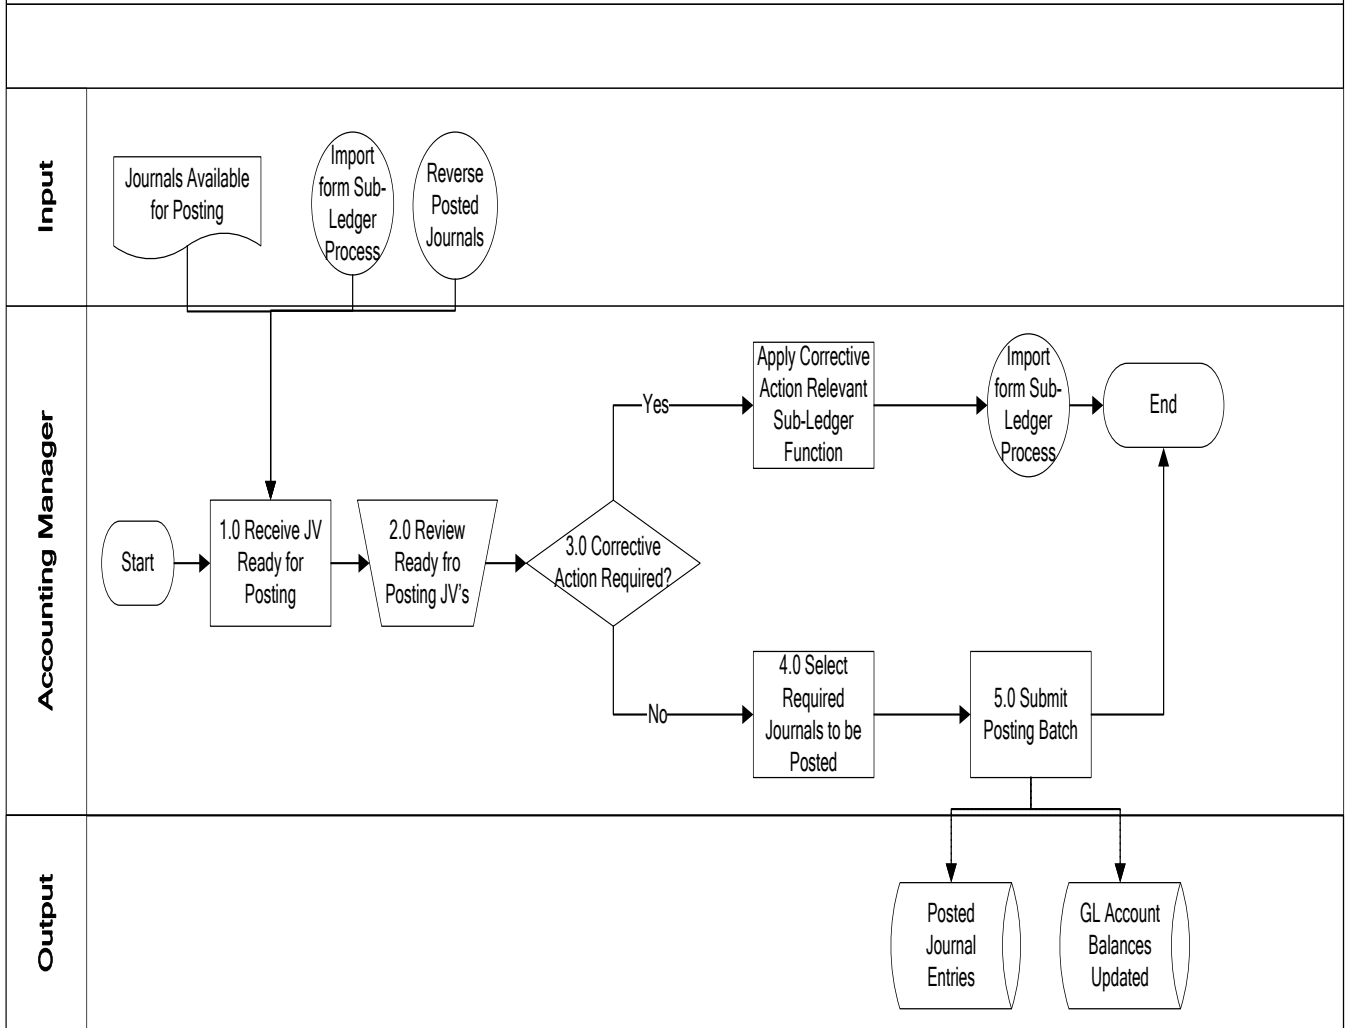 Input
Journals Available
for Posting
Import
form Sub-
Ledger
Process
Reverse
Posted
Journals
Accounting Manager
Start
1.0 Receive JV
Ready for
Posting
2.0 Review
Ready fro
Posting JV's
3.0 Corrective
Action Required?
Yes
Apply Corrective
Action Relevant
Sub-Ledger
Function
Import
form Sub-
Ledger
Process
End
No
4.0 Select
Required
Journals to be
Posted
5.0 Submit
Posting Batch
Output
Posted
Journal
Entries
GL Account
Balances
Updated